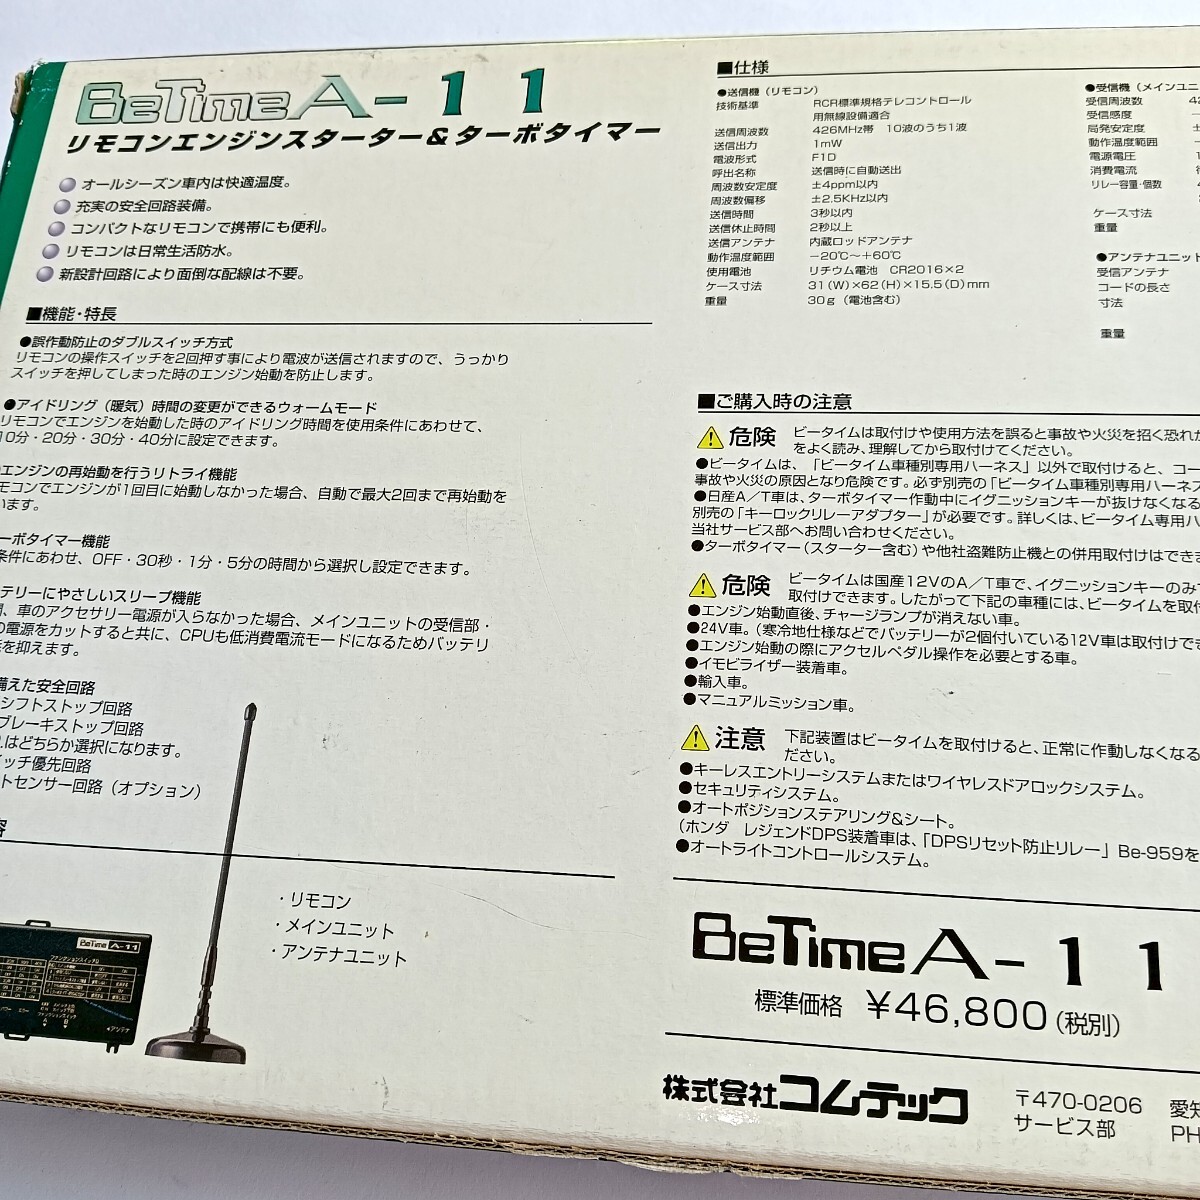 BeTime A-11
リモコンエンジンスターター＆ターボタイマー
オールシーズン車内は快適温度。
充実の安全回路装備。
コンパクトなリモコンで携帯にも便利。
リモコンは日常生活防水。
新設計回路により面倒な配線は不要。
■機能・特長
●誤作動防止のダブルスイッチ方式
リモコンの操作スイッチを2回押す事により電波が送信されますので、うっかり
スイッチを押してしまった時のエンジン始動を防止します。
●アイドリング（暖気）時間の変更ができるウォームモード
リモコンでエンジンを始動した時のアイドリング時間を使用条件にあわせて、
10分・20分・30分・40分に設定できます。
エンジンの再始動を行うリトライ機能
モコンでエンジンが1回目に始動しなかった場合、自動で最大2回まで再始動を
います。
ーボタイマー機能
条件にあわせ、OFF・30秒・1分・5分の時間から選択し設定できます。
テリーにやさしいスリープ機能
、車のアクセサリー電源が入らなかった場合、メインユニットの受信部・
の電源をカットすると共に、CPUも低消費電流モードになるためバッテリ
を抑えます。
備えた安全回路
シフトストップ回路
ブレーキストップ回路
はどちらか選択になります。
イッチ優先回路
トセンサー回路（オプション）
容
・リモコン
・メインユニット
・アンテナユニット
BeTime A-11
◀アンテナ
■仕様
●送信機（リモコン）
技術基準 RCR標準規格テレコントロール
用無線設備適合
送信周波数 426MHz帯 10波のうち1波
送信出力 1mW
電波形式 F1D
呼出名称 送信時に自動送出
周波数安定度 ±4ppm以内
周波数偏移 ±2.5KHz以内
送信時間 3秒以内
送信休止時間 2秒以上
送信アンテナ 内蔵ロッドアンテナ
動作温度範囲 −20℃〜＋60℃
使用電池 リチウム電池 CR2016×2
ケース寸法 31(W)×62(H)×15.5(D)mm
重量 30g（電池含む）
●受信機（メインユニ
受信周波数 42
受信感度
局発安定度 ±
動作温度範囲 −
電源電圧 1
消費電流
リレー容量・個数
ケース寸法
重量
●アンテナユニット
受信アンテナ
コードの長さ
寸法
重量
■ご購入時の注意
危険 ビータイムは取付けや使用方法を誤ると事故や火災を招く恐れが
をよく読み、理解してから取付けてください。
●ビータイムは、「ビータイム車種別専用ハーネス」以外で取付けると、コー
事故や火災の原因となり危険です。必ず別売の「ビータイム車種別専用ハーネス
●日産A／T車は、ターボタイマー作動中にイグニッションキーが抜けなくなる
別売の「キーロックリレーアダプター」が必要です。詳しくは、ビータイム専用ハ
当社サービス部へお問い合わせください。
●ターボタイマー（スターター含む）や他社盗難防止機との併用取付けはできま
危険 ビータイムは国産12VのA／T車で、イグニッションキーのみで
取付けできます。したがって下記の車種には、ビータイムを取付
●エンジン始動直後、チャージランプが消えない車。
●24V車。（寒冷地仕様などでバッテリーが2個付いている12V車は取付けでき
●エンジン始動の際にアクセルペダル操作を必要とする車。
●イモビライザー装着車。
●輸入車。
●マニュアルミッション車。
注意 下記装置はビータイムを取付けると、正常に作動しなくなる
ださい。
●キーレスエントリーシステムまたはワイヤレスドアロックシステム。
●セキュリティシステム。
●オートポジションステアリング＆シート。
（ホンダ レジェンドDPS装着車は、「DPSリセット防止リレー」Be-959を
●オートライトコントロールシステム。
BeTime A-11
標準価格 ￥46,800（税別）
株式会社コムテック
〒470-0206 愛知
サービス部 PH